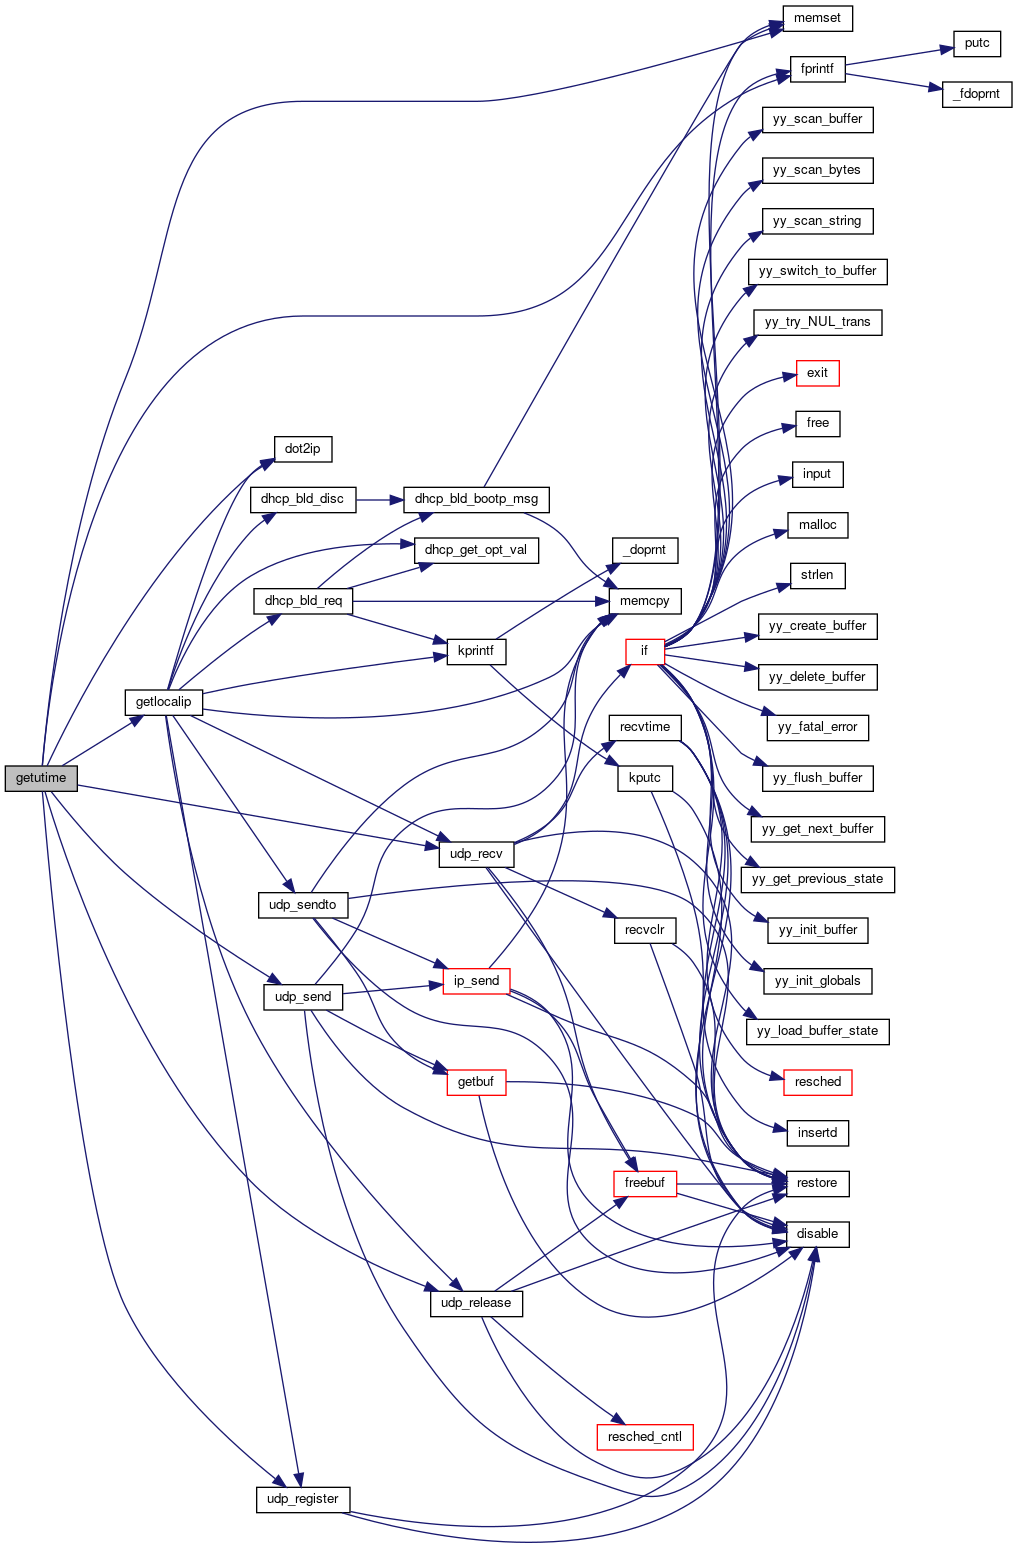 memset
putc
fprintf
_fdoprnt
yy_scan_buffer
yy_scan_bytes
yy_scan_string
yy_switch_to_buffer
yy_try_NUL_trans
exit
free
dot2ip
input
dhcp_bld_disc
dhcp_bld_bootp_msg
malloc
dhcp_get_opt_val
_doprnt
strlen
dhcp_bld_req
memcpy
yy_create_buffer
kprintf
if
yy_delete_buffer
getlocalip
recvtime
yy_fatal_error
getutime
kputc
yy_flush_buffer
yy_get_next_buffer
udp_recv
yy_get_previous_state
udp_sendto
recvclr
yy_init_buffer
ip_send
yy_init_globals
udp_send
yy_load_buffer_state
getbuf
resched
insertd
freebuf
restore
disable
udp_release
resched_cntl
udp_register